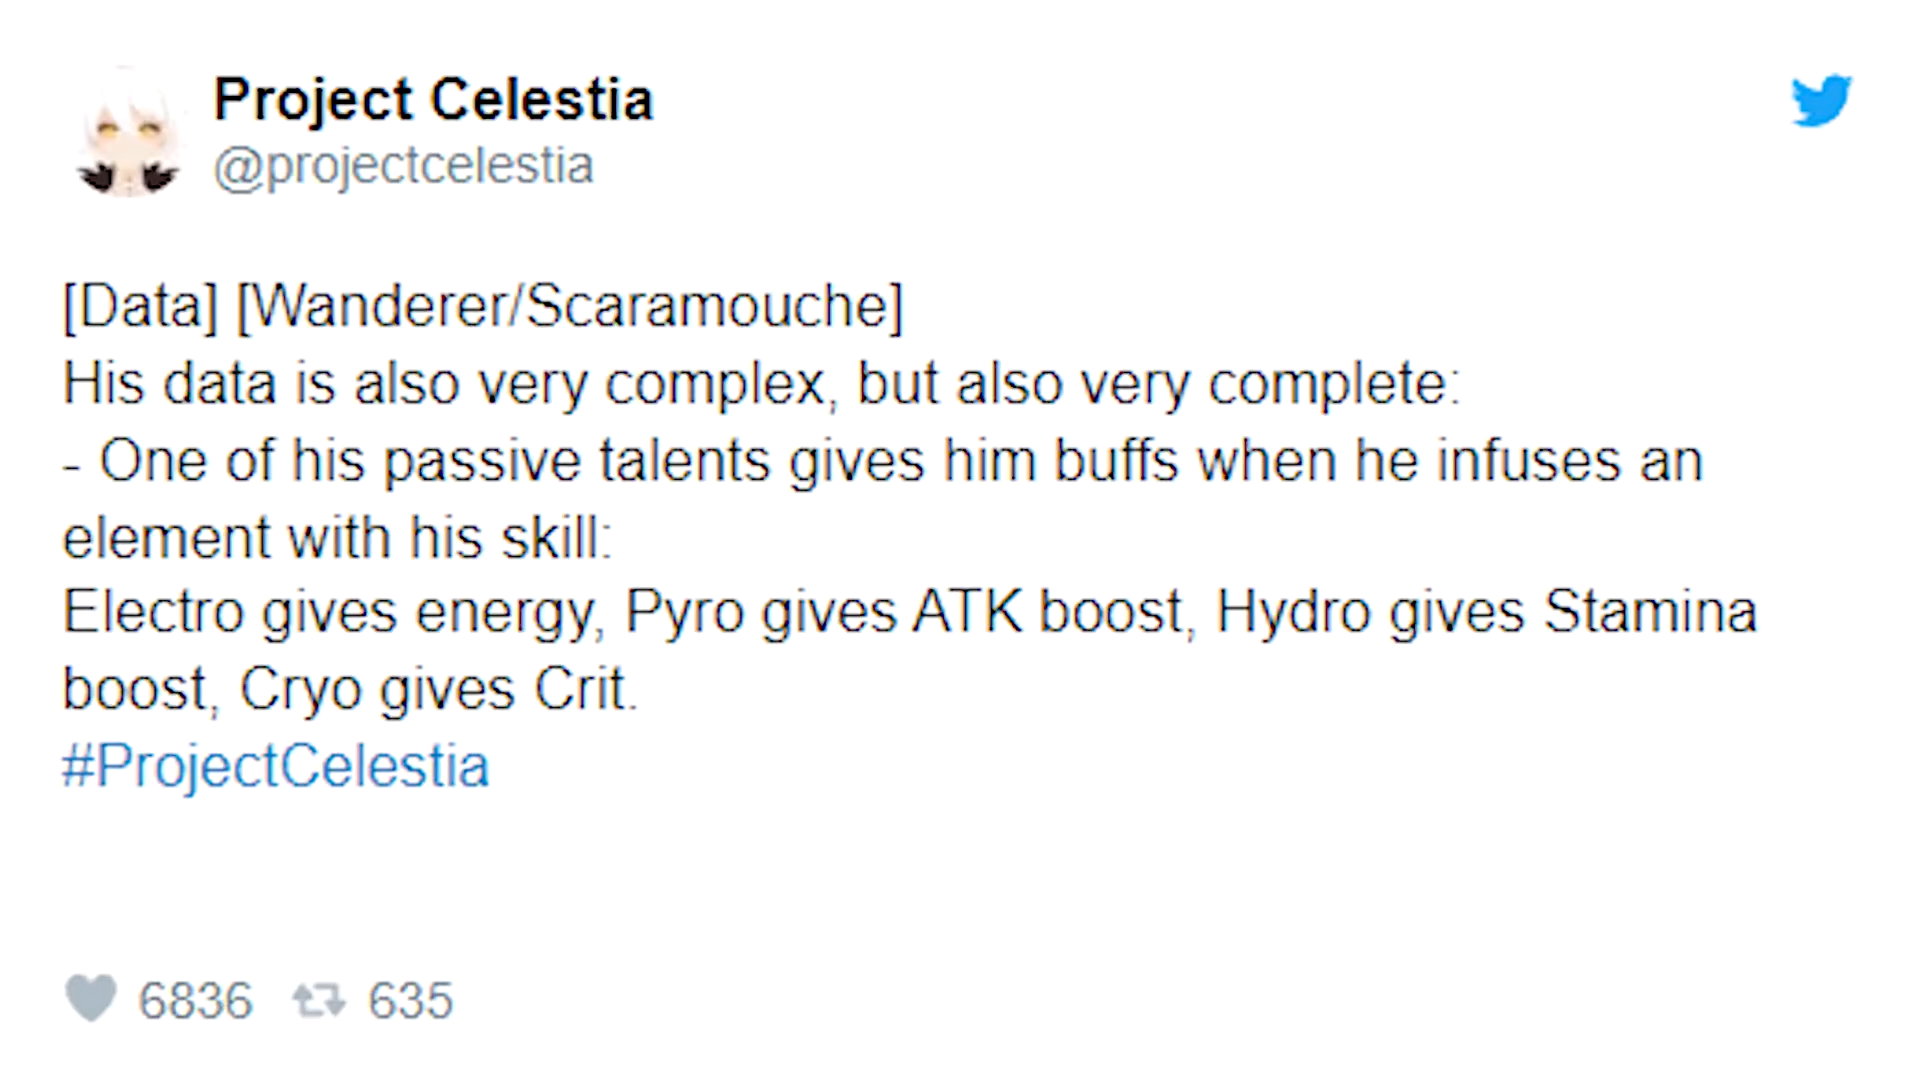 Project Celestia
@projectcelestia
[Data] [Wanderer/Scaramouche]
His data is also very complex, but also very complete:
- One of his passive talents gives him buffs when he infuses an
element with his skill:
Electro gives energy, Pyro gives ATK boost, Hydro gives Stamina
boost, Cryo gives Crit.
#ProjectCelestia
6836 635